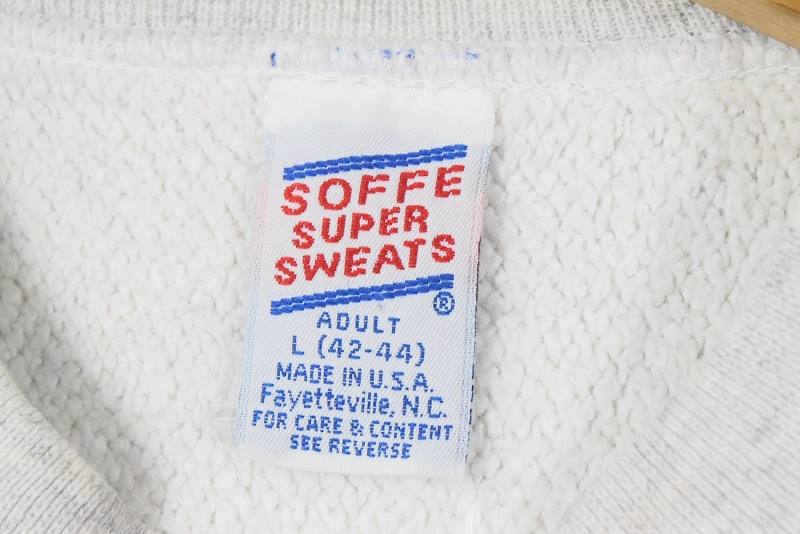 SOFFE
SUPER
SWEATS
®
ADULT
L (42-44)
MADE IN U.S.A.
Fayetteville, N.C.
FOR CARE & CONTENT
SEE REVERSE